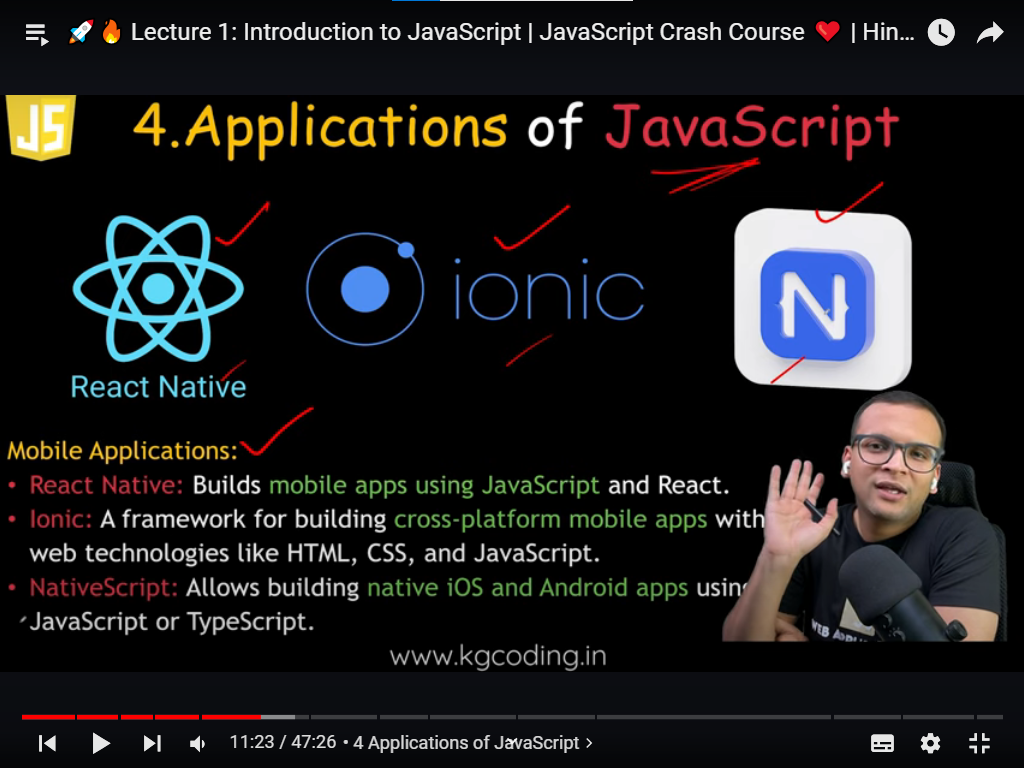 🚀🔥 Lecture 1: Introduction to JavaScript | JavaScript Crash Course ❤️ | Hin...
JS
4.Applications of JavaScript
ionic
N
React Native
Mobile Applications:
• React Native: Builds mobile apps using JavaScript and React.
• Ionic: A framework for building cross-platform mobile apps with
web technologies like HTML, CSS, and JavaScript.
• NativeScript: Allows building native iOS and Android apps using
JavaScript or TypeScript.
www.kgcoding.in
11:23 / 47:26 • 4 Applications of JavaScript >